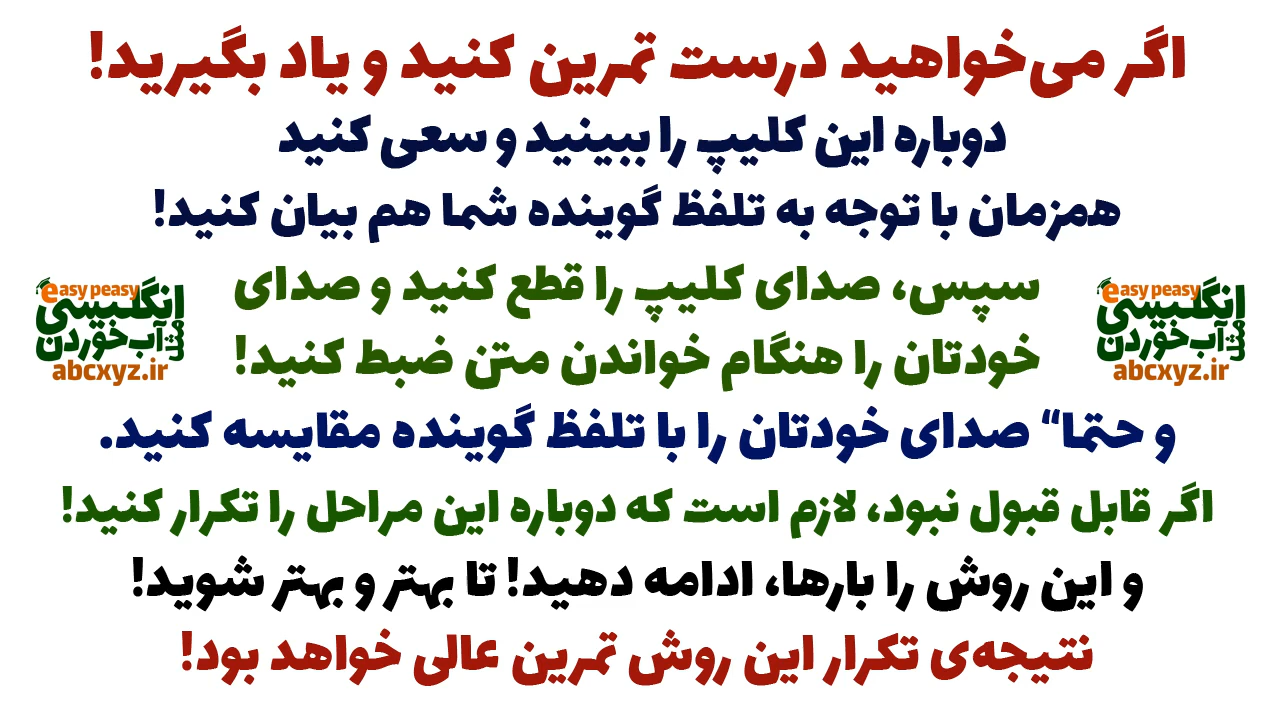 اگر می‌خواهید درست تمرین کنید و یاد بگیرید!
دوباره این کلیپ را ببینید و سعی کنید
همزمان با توجه به تلفظ گوینده شما هم بیان کنید!
سپس، صدای کلیپ را قطع کنید و صدای
خودتان را هنگام خواندن متن ضبط کنید!
easy peasy
انگلیسی
مثل آب خوردن
abcxyz.ir
easy peasy
انگلیسی
مثل آب خوردن
abcxyz.ir
و حتما“ صدای خودتان را با تلفظ گوینده مقایسه کنید.
اگر قابل قبول نبود، لازم است که دوباره این مراحل را تکرار کنید!
و این روش را بارها، ادامه دهید! تا بهتر و بهتر شوید!
نتیجه‌ی تکرار این روش تمرین عالی خواهد بود!